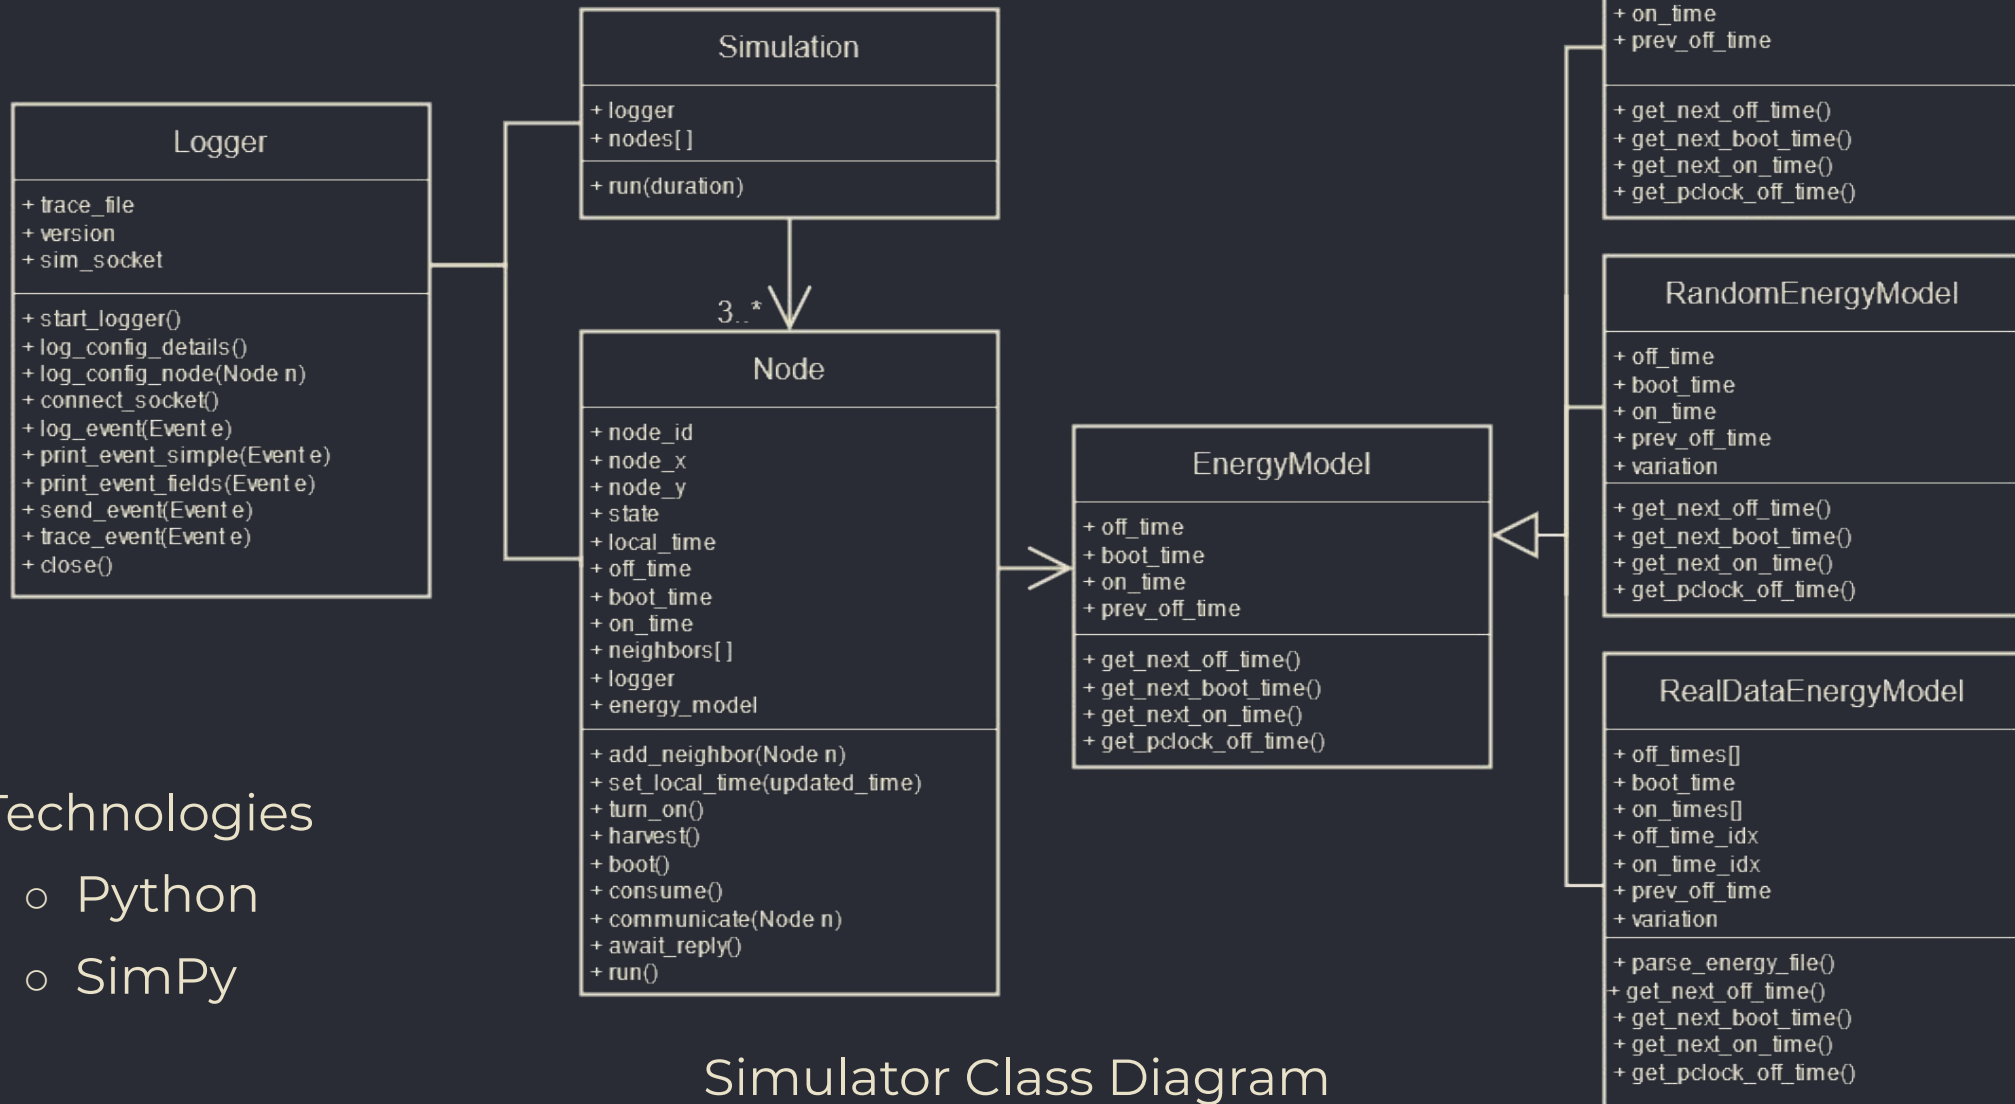 Simulation
+ logger
+ nodes[ ]
+ run(duration)
Logger
+ trace_file
+ version
+ sim_socket
+ start_logger()
+ log_config_details()
+ log_config_node(Node n)
+ connect_socket()
+ log_event(Event e)
+ print_event_simple(Event e)
+ print_event_fields(Event e)
+ send_event(Event e)
+ trace_event(Event e)
+ close()
3..*
Node
+ node_id
+ node_x
+ node_y
+ state
+ local_time
+ off_time
+ boot_time
+ on_time
+ neighbors[ ]
+ logger
+ energy_model
+ add_neighbor(Node n)
+ set_local_time(updated_time)
+ turn_on()
+ harvest()
+ boot()
+ consume()
+ communicate(Node n)
+ await_reply()
+ run()
EnergyModel
+ off_time
+ boot_time
+ on_time
+ prev_off_time
+ get_next_off_time()
+ get_next_boot_time()
+ get_next_on_time()
+ get_pclock_off_time()
+ on_time
+ prev_off_time
+ get_next_off_time()
+ get_next_boot_time()
+ get_next_on_time()
+ get_pclock_off_time()
RandomEnergyModel
+ off_time
+ boot_time
+ on_time
+ prev_off_time
+ variation
+ get_next_off_time()
+ get_next_boot_time()
+ get_next_on_time()
+ get_pclock_off_time()
RealDataEnergyModel
+ off_times[]
+ boot_time
+ on_times[]
+ off_time_idx
+ on_time_idx
+ prev_off_time
+ variation
+ parse_energy_file()
+ get_next_off_time()
+ get_next_boot_time()
+ get_next_on_time()
+ get_pclock_off_time()
Technologies
○ Python
○ SimPy
Simulator Class Diagram